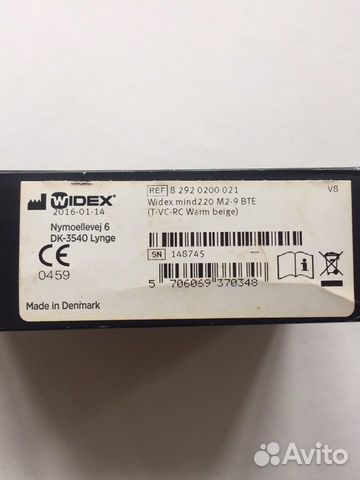 WIDEX®
2016-01-14
Nymoellevej 6
DK-3540 Lynge
CE
0459
Made in Denmark
REF 8 292 0200 021
Widex mind220 M2-9 BTE
(T-VC-RC Warm beige)
V8
SN 148745
5 706069 370348
Avito